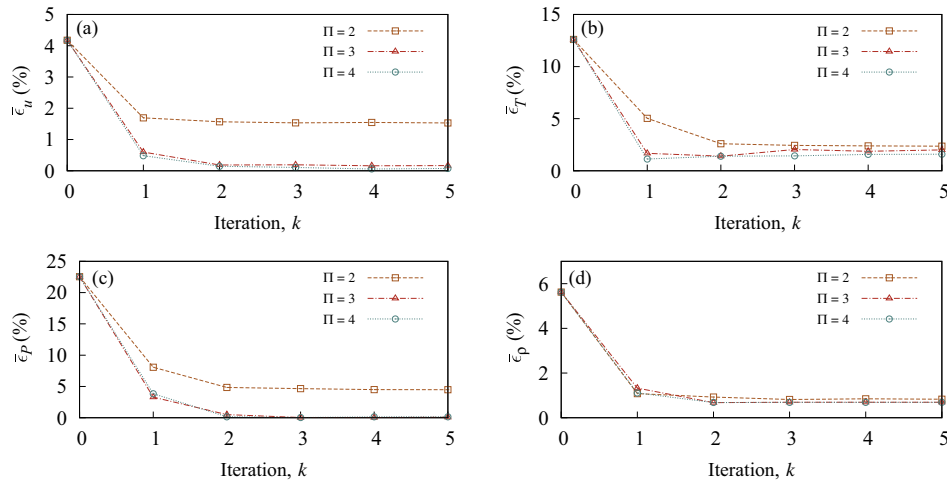 (a)
Π = 2
Π = 3
Π = 4
5
4
3
2
1
0
ε̄u (%)
0 1 2 3 4 5
Iteration, k
(b)
Π = 2
Π = 3
Π = 4
15
10
5
0
ε̄T (%)
0 1 2 3 4 5
Iteration, k
(c)
Π = 2
Π = 3
Π = 4
25
20
15
10
5
0
ε̄P (%)
0 1 2 3 4 5
Iteration, k
(d)
Π = 2
Π = 3
Π = 4
6
4
2
0
ε̄ρ (%)
0 1 2 3 4 5
Iteration, k